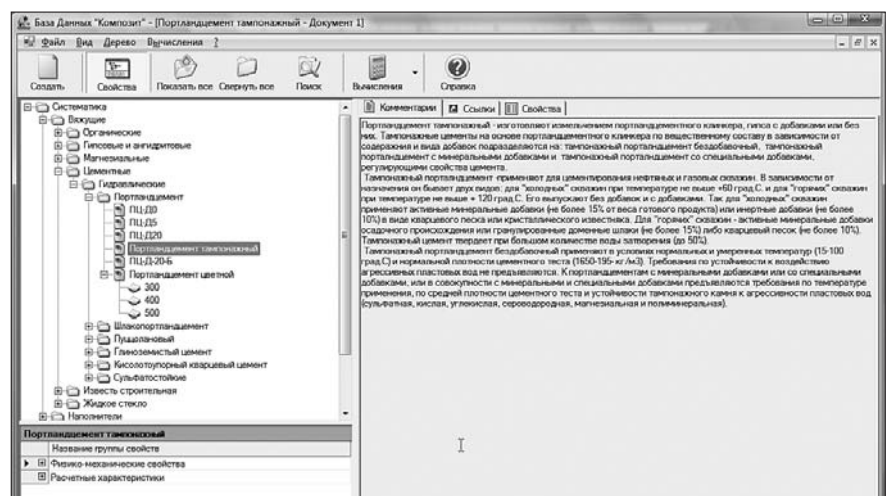 База Данных "Композит" - [Портландцемент тампонажный - Документ 1]
Файл Вид Дерево Вычисления ?
Создать Свойства Показать все Свернуть все Поиск Вычисления Справка
Систематика
Вяжущие
Органические
Гипсовые и ангидритовые
Магнезиальные
Цементные
Гидравлические
Портландцемент
ПЦ-Д0
ПЦ-Д5
ПЦ-Д20
Портландцемент тампонажный
ПЦ-Д-20-Б
Портландцемент цветной
300
400
500
Шлакопортландцемент
Пуццолановый
Глиноземистый цемент
Кислотоупорный кварцевый цемент
Сульфатостойкие
Известь строительная
Жидкое стекло
Наполнители
Портландцемент тампонажный
Название группы свойств
Физико-механические свойства
Расчетные характеристики
Комментарии Ссылки Свойства
Портландцемент тампонажный - изготовляют измельчением портландцементного клинкера, гипса с добавками или без
них. Тампонажные цементы на основе портландцементного клинкера по вещественному составу в зависимости от
содержания и вида добавок подразделяются на: тампонажный портландцемент бездобавочный, тампонажный
порталндцемент с минеральными добавками и тампонажный порталндцемент со специальными добавками,
регулирующими свойства цемента.
Тампонажный портландцемент -применяют для цементирования нефтяных и газовых скважин. В зависимости от
назначения он бывает двух видов: для "холодных" скважин при температуре не выше +60 град.С. и для "горячих" скважин
при температуре не выше + 120 град.С. Его выпускают без добавок и с добавками. Так для "холодных" скважин
применяют активные минеральные добавки (не более 15% от веса готового продукта) или инертные добавки (не более
10%) в виде кварцевого песка или кристаллического известняка. Для "горячих" скважин - активные минеральные добавки
осадочного происхождения или гранулированные доменные шлаки (не более 15%) либо кварцевый песок (не более 10%).
Тампонажный цемент твердеет при большом количестве воды затворения (до 50%).
Тампонажный портландцемент бездобавочный применяют в условиях нормальных и умеренных температур (15-100
град.С) и нормальной плотности цементного теста (1650-195- кг/м3). Требования по устойчивости к воздействию
агрессивных пластовых вод не предъявляются. К портландцементам с минеральными добавками или со специальными
добавками, или в совокупности с минеральными и специальными добавками предъявляются требования по температуре
применения, по средней плотности цементного теста и устойчивости тампонажного камня к агрессивности пластовых вод
(сульфатная, кислая, углекислая, сероводородная, магнезиальная и полиминеральная).